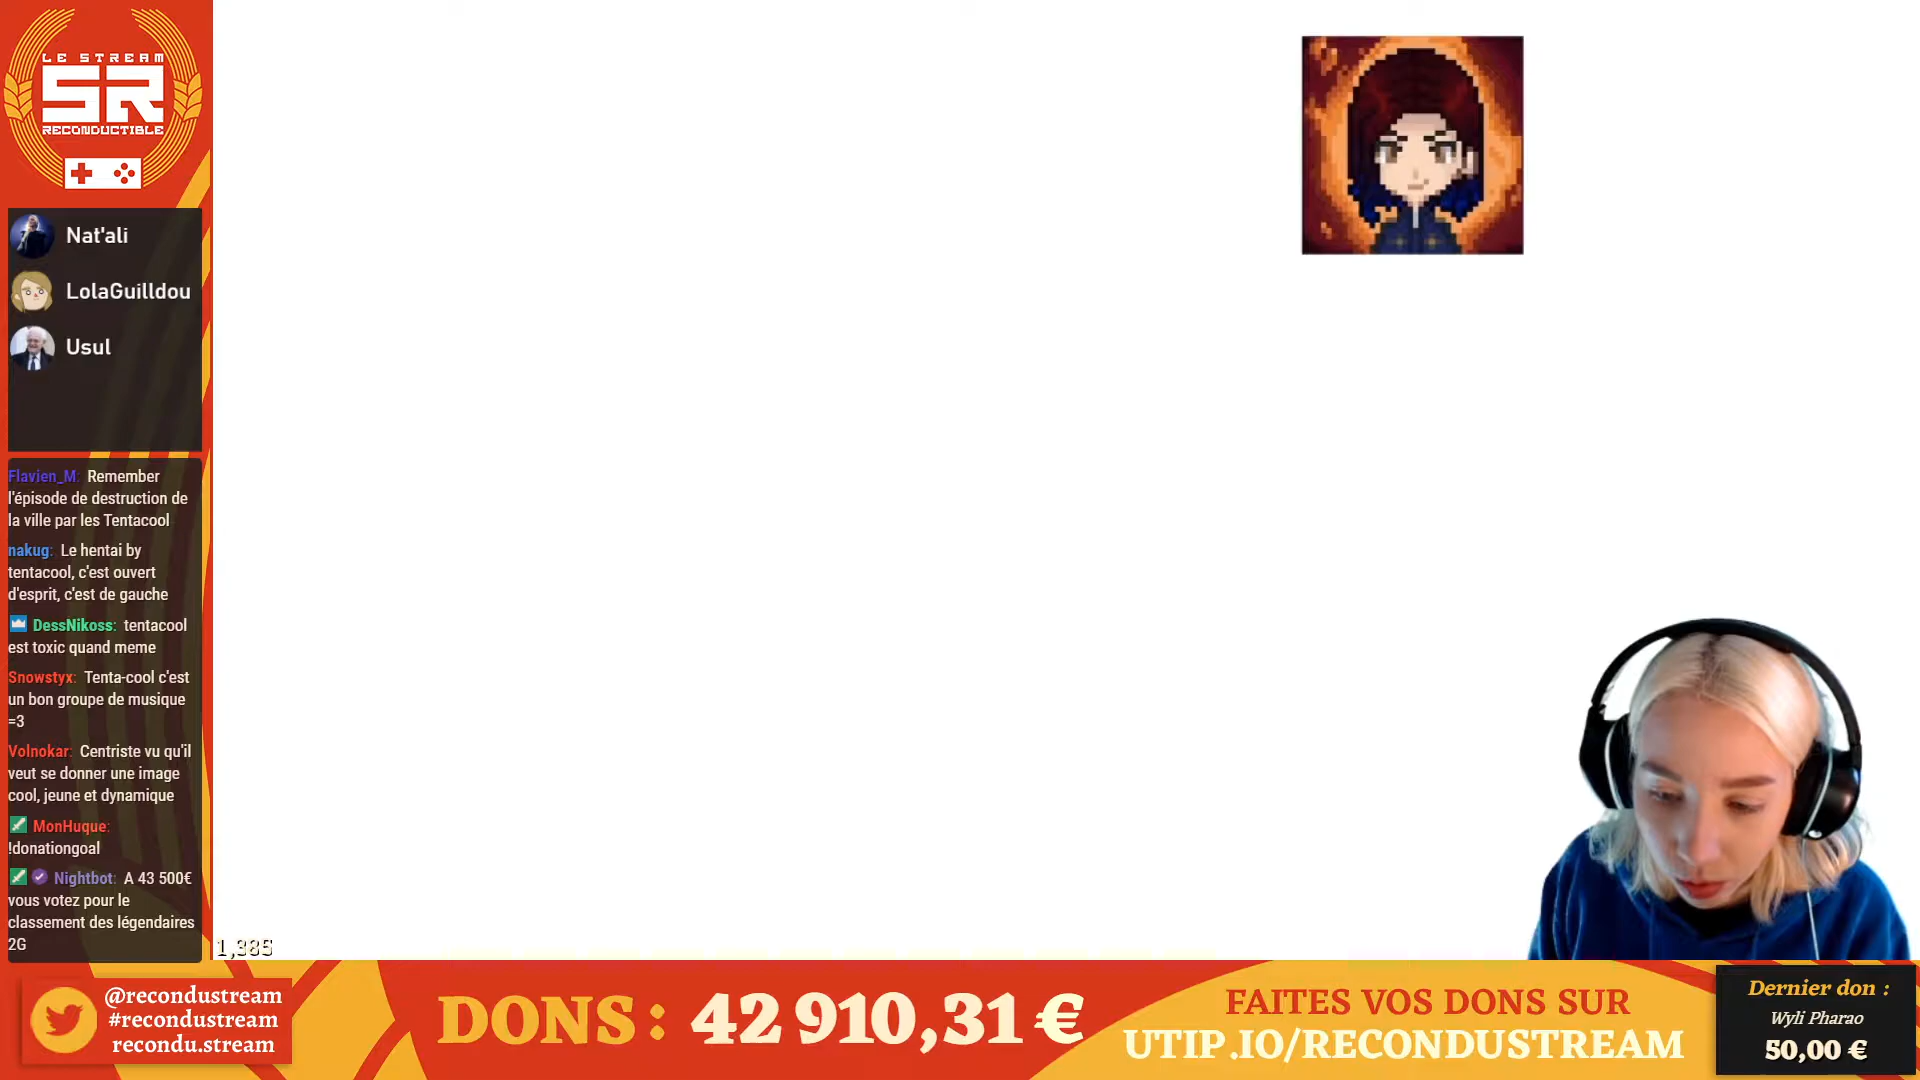 LE STREAM
SR
RECONDUCTIBLE
Nat'ali
LolaGuilldou
Usul
Flavien_M: Remember
l'épisode de destruction de
la ville par les Tentacool
nakug: Le hentai by
tentacool, c'est ouvert
d'esprit, c'est de gauche
DessNikoss: tentacool
est toxic quand meme
Snowstyx: Tenta-cool c'est
un bon groupe de musique
=3
Volnokar: Centriste vu qu'il
veut se donner une image
cool, jeune et dynamique
MonHuque:
!donationgoal
Nightbot: A 43 500€
vous votez pour le
classement des légendaires
2G
1,385
@recondustream
#recondustream
recondu.stream
DONS : 42 910,31 €
FAITES VOS DONS SUR
UTIP.IO/RECONDUSTREAM
Dernier don :
Wyli Pharao
50,00 €